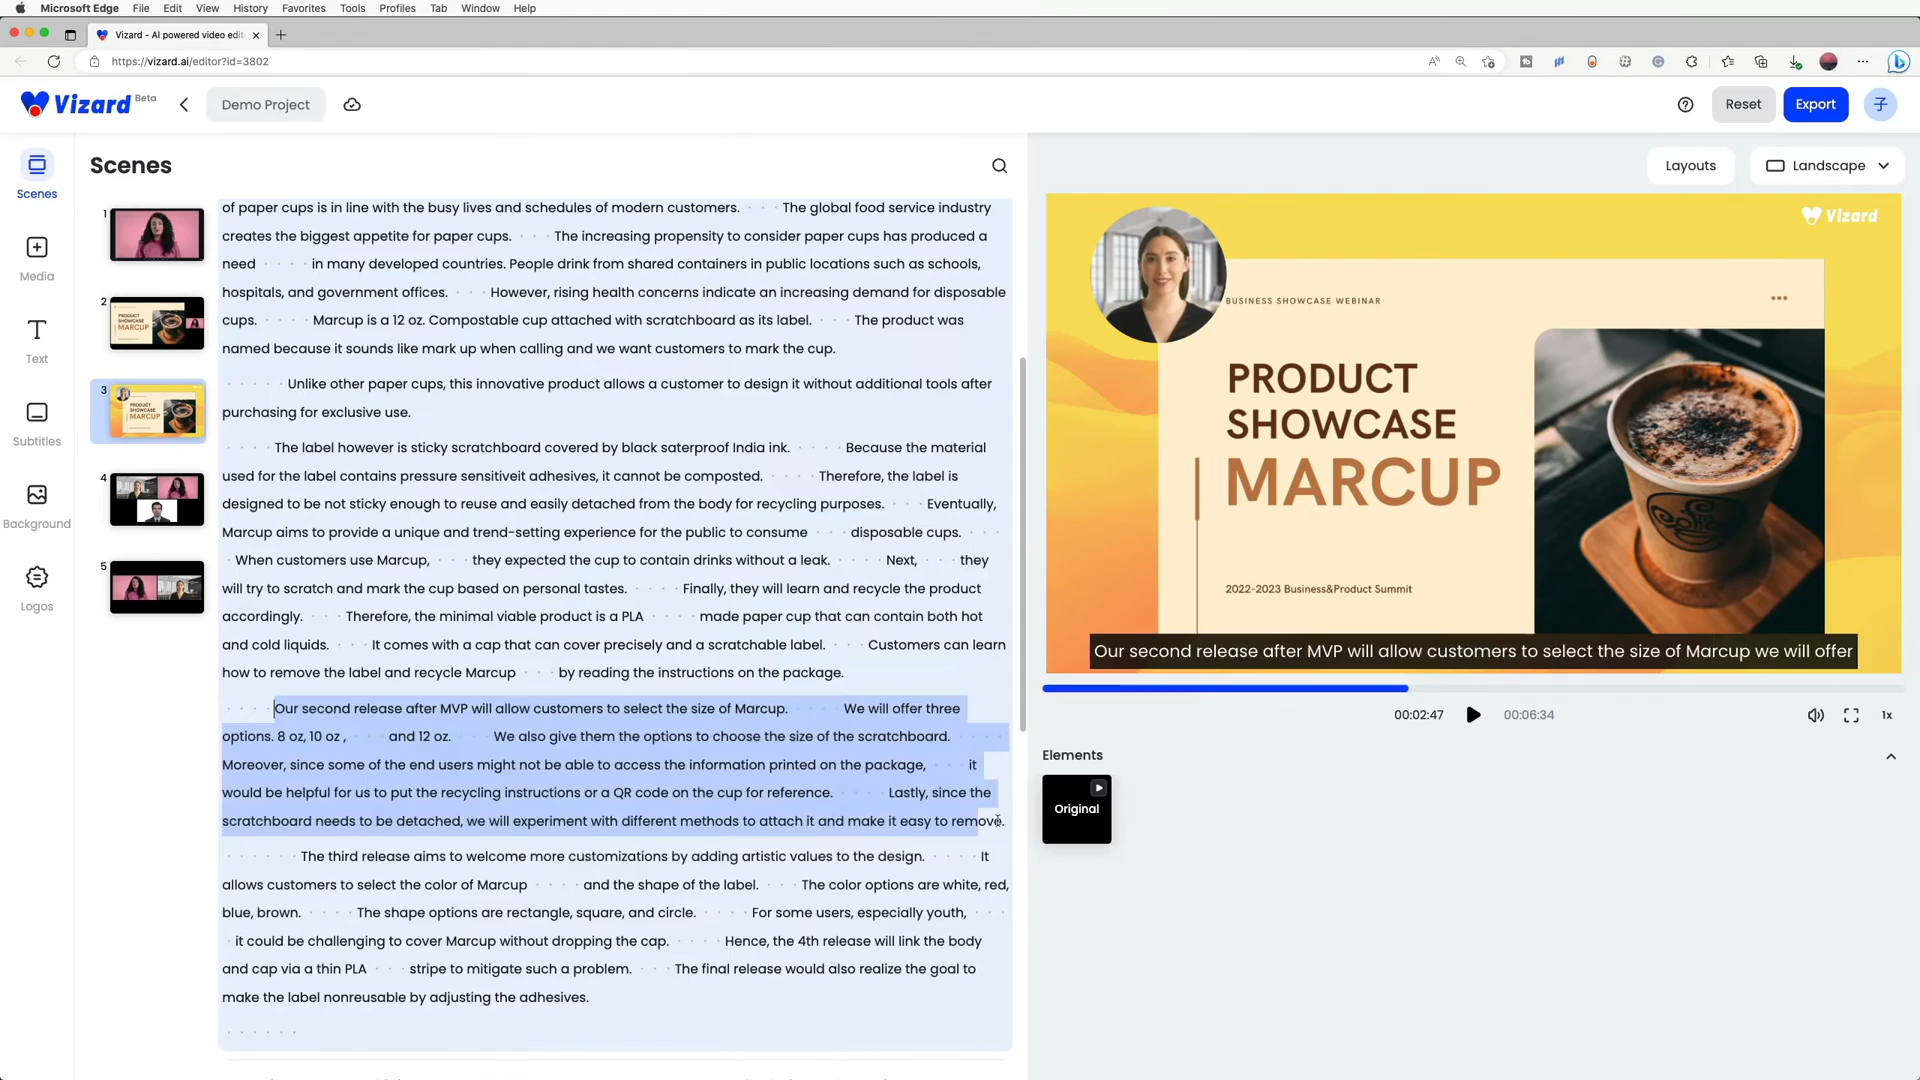 Microsoft Edge File Edit View History Favorites Tools Profiles Tab Window Help
Vizard - AI powered video edit
https://vizard.ai/editor?id=3802
Vizard Beta
Demo Project
子
Reset
Export
Scenes
Media
Text
Subtitles
Background
Logos
Scenes
1
2
3
4
5
PRODUCT
SHOWCASE
MARCUP
PRODUCT
SHOWCASE
MARCUP
of paper cups is in line with the busy lives and schedules of modern customers. · · · The global food service industry
creates the biggest appetite for paper cups. · · · The increasing propensity to consider paper cups has produced a
need · · · · in many developed countries. People drink from shared containers in public locations such as schools,
hospitals, and government offices. · · · However, rising health concerns indicate an increasing demand for disposable
cups. · · · · Marcup is a 12 oz. Compostable cup attached with scratchboard as its label. · · · The product was
named because it sounds like mark up when calling and we want customers to mark the cup.
· · · · · Unlike other paper cups, this innovative product allows a customer to design it without additional tools after
purchasing for exclusive use.
· · · · The label however is sticky scratchboard covered by black saterproof India ink. · · · · Because the material
used for the label contains pressure sensitiveit adhesives, it cannot be composted. · · · · Therefore, the label is
designed to be not sticky enough to reuse and easily detached from the body for recycling purposes. · · · Eventually,
Marcup aims to provide a unique and trend-setting experience for the public to consume · · · disposable cups. · · ·
· When customers use Marcup, · · · they expected the cup to contain drinks without a leak. · · · · Next, · · · they
will try to scratch and mark the cup based on personal tastes. · · · · Finally, they will learn and recycle the product
accordingly. · · · Therefore, the minimal viable product is a PLA · · · · made paper cup that can contain both hot
and cold liquids. · · · It comes with a cap that can cover precisely and a scratchable label. · · · Customers can learn
how to remove the label and recycle Marcup · · · by reading the instructions on the package.
· · · · Our second release after MVP will allow customers to select the size of Marcup. · · · · We will offer three
options. 8 oz, 10 oz , · · · and 12 oz. · · · We also give them the options to choose the size of the scratchboard. · · · ·
Moreover, since some of the end users might not be able to access the information printed on the package, · · · it
would be helpful for us to put the recycling instructions or a QR code on the cup for reference. · · · · Lastly, since the
scratchboard needs to be detached, we will experiment with different methods to attach it and make it easy to remove.
· · · · · · The third release aims to welcome more customizations by adding artistic values to the design. · · · · It
allows customers to select the color of Marcup · · · · and the shape of the label. · · · The color options are white, red,
blue, brown. · · · · The shape options are rectangle, square, and circle. · · · · For some users, especially youth, · · ·
· it could be challenging to cover Marcup without dropping the cap. · · · · Hence, the 4th release will link the body
and cap via a thin PLA · · · stripe to mitigate such a problem. · · · The final release would also realize the goal to
make the label nonreusable by adjusting the adhesives.
· · · · · ·
Layouts
Landscape
Vizard
BUSINESS SHOWCASE WEBINAR
PRODUCT
SHOWCASE
MARCUP
2022-2023 Business&Product Summit
Our second release after MVP will allow customers to select the size of Marcup we will offer
00:02:47
00:06:34
1x
Elements
Original